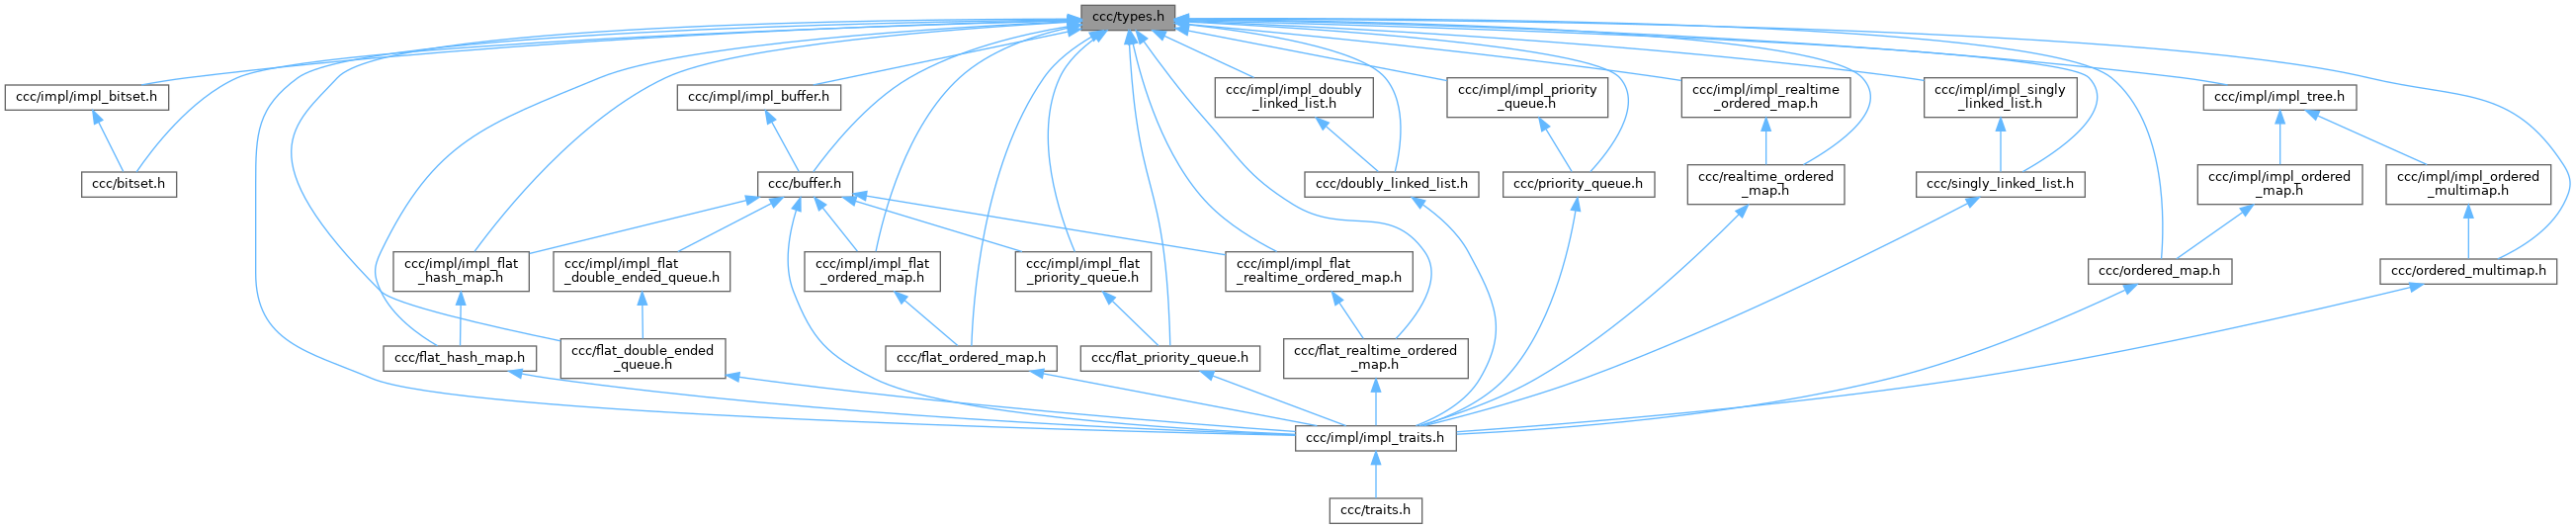 ccc/types.h
ccc/impl/impl_bitset.h
ccc/impl/impl_buffer.h
ccc/impl/impl_doubly
_linked_list.h
ccc/impl/impl_priority
_queue.h
ccc/impl/impl_realtime
_ordered_map.h
ccc/impl/impl_singly
_linked_list.h
ccc/impl/impl_tree.h
ccc/bitset.h
ccc/buffer.h
ccc/doubly_linked_list.h
ccc/priority_queue.h
ccc/realtime_ordered
_map.h
ccc/singly_linked_list.h
ccc/impl/impl_ordered
_map.h
ccc/impl/impl_ordered
_multimap.h
ccc/impl/impl_flat
_hash_map.h
ccc/impl/impl_flat
_double_ended_queue.h
ccc/impl/impl_flat
_ordered_map.h
ccc/impl/impl_flat
_priority_queue.h
ccc/impl/impl_flat
_realtime_ordered_map.h
ccc/ordered_map.h
ccc/ordered_multimap.h
ccc/flat_hash_map.h
ccc/flat_double_ended
_queue.h
ccc/flat_ordered_map.h
ccc/flat_priority_queue.h
ccc/flat_realtime_ordered
_map.h
ccc/impl/impl_traits.h
ccc/traits.h